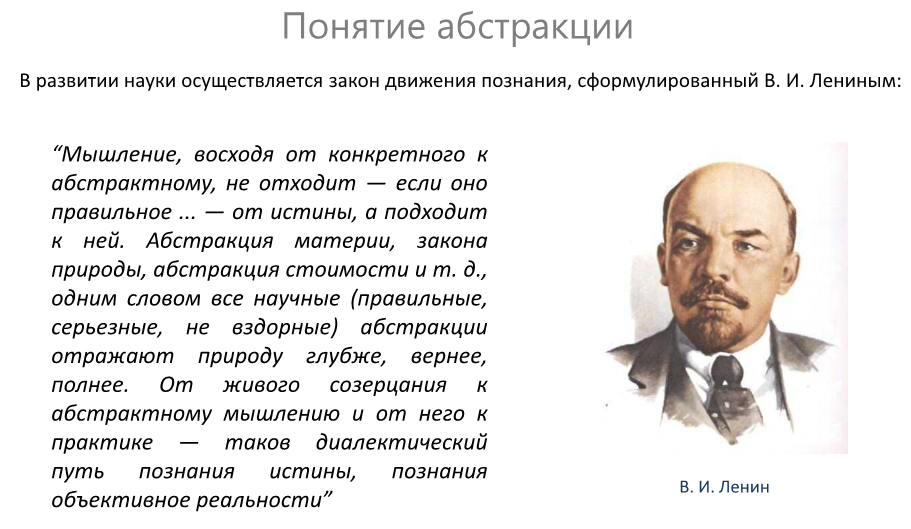 Понятие абстракции
В развитии науки осуществляется закон движения познания, сформулированный В. И. Лениным:
“Мышление, восходя от конкретного к
абстрактному, не отходит — если оно
правильное ... — от истины, а подходит
к ней. Абстракция материи, закона
природы, абстракция стоимости и т. д.,
одним словом все научные (правильные,
серьезные, не вздорные) абстракции
отражают природу глубже, вернее,
полнее. От живого созерцания к
абстрактному мышлению и от него к
практике — таков диалектический
путь познания истины, познания
объективное реальности”
В. И. Ленин